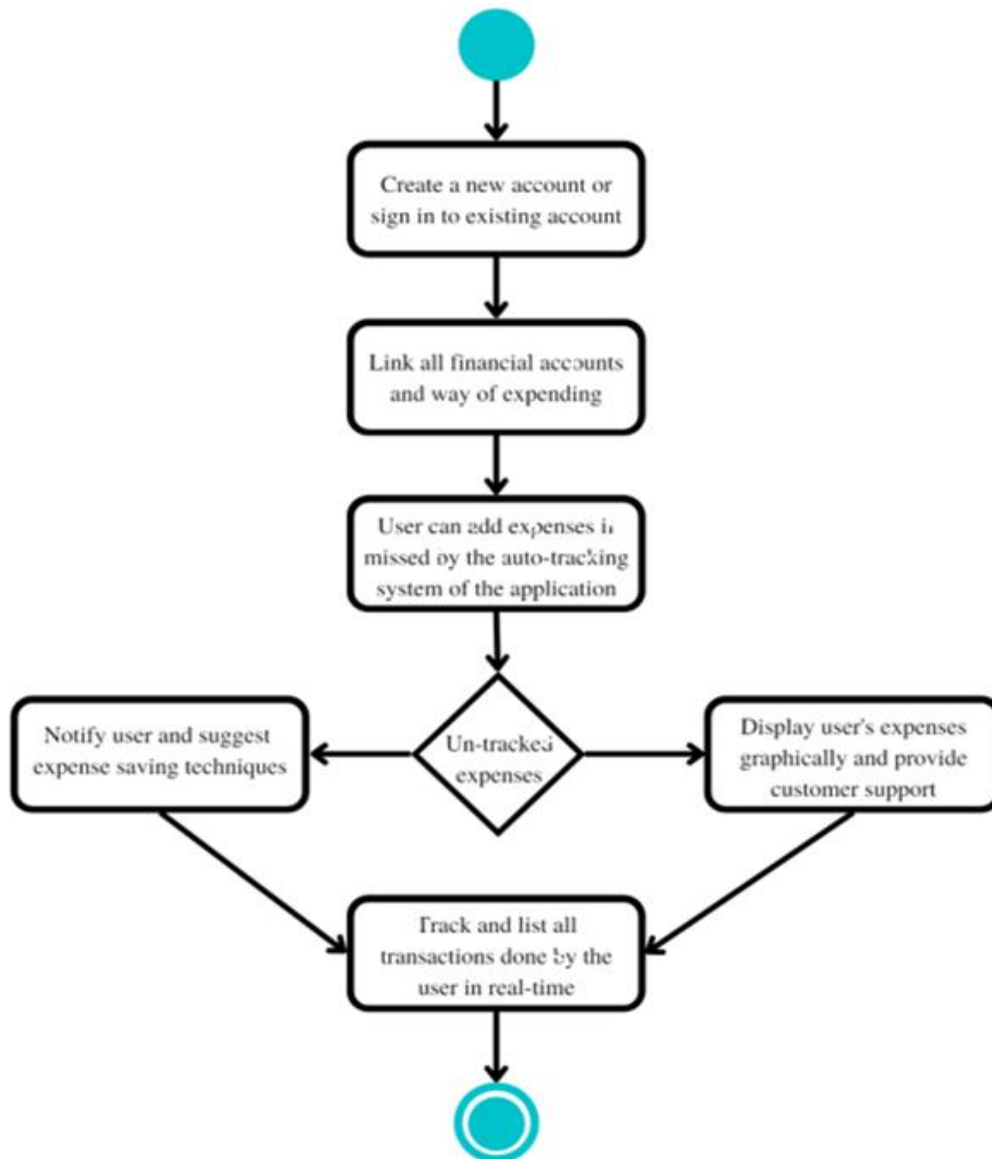 Create a new account or
sign in to existing account
Link all financial accounts
and way of expending
User can add expenses if
missed by the auto-tracking
system of the application
Un-tracked
expenses
Notify user and suggest
expense saving techniques
Display user's expenses
graphically and provide
customer support
Track and list all
transactions done by the
user in real-time